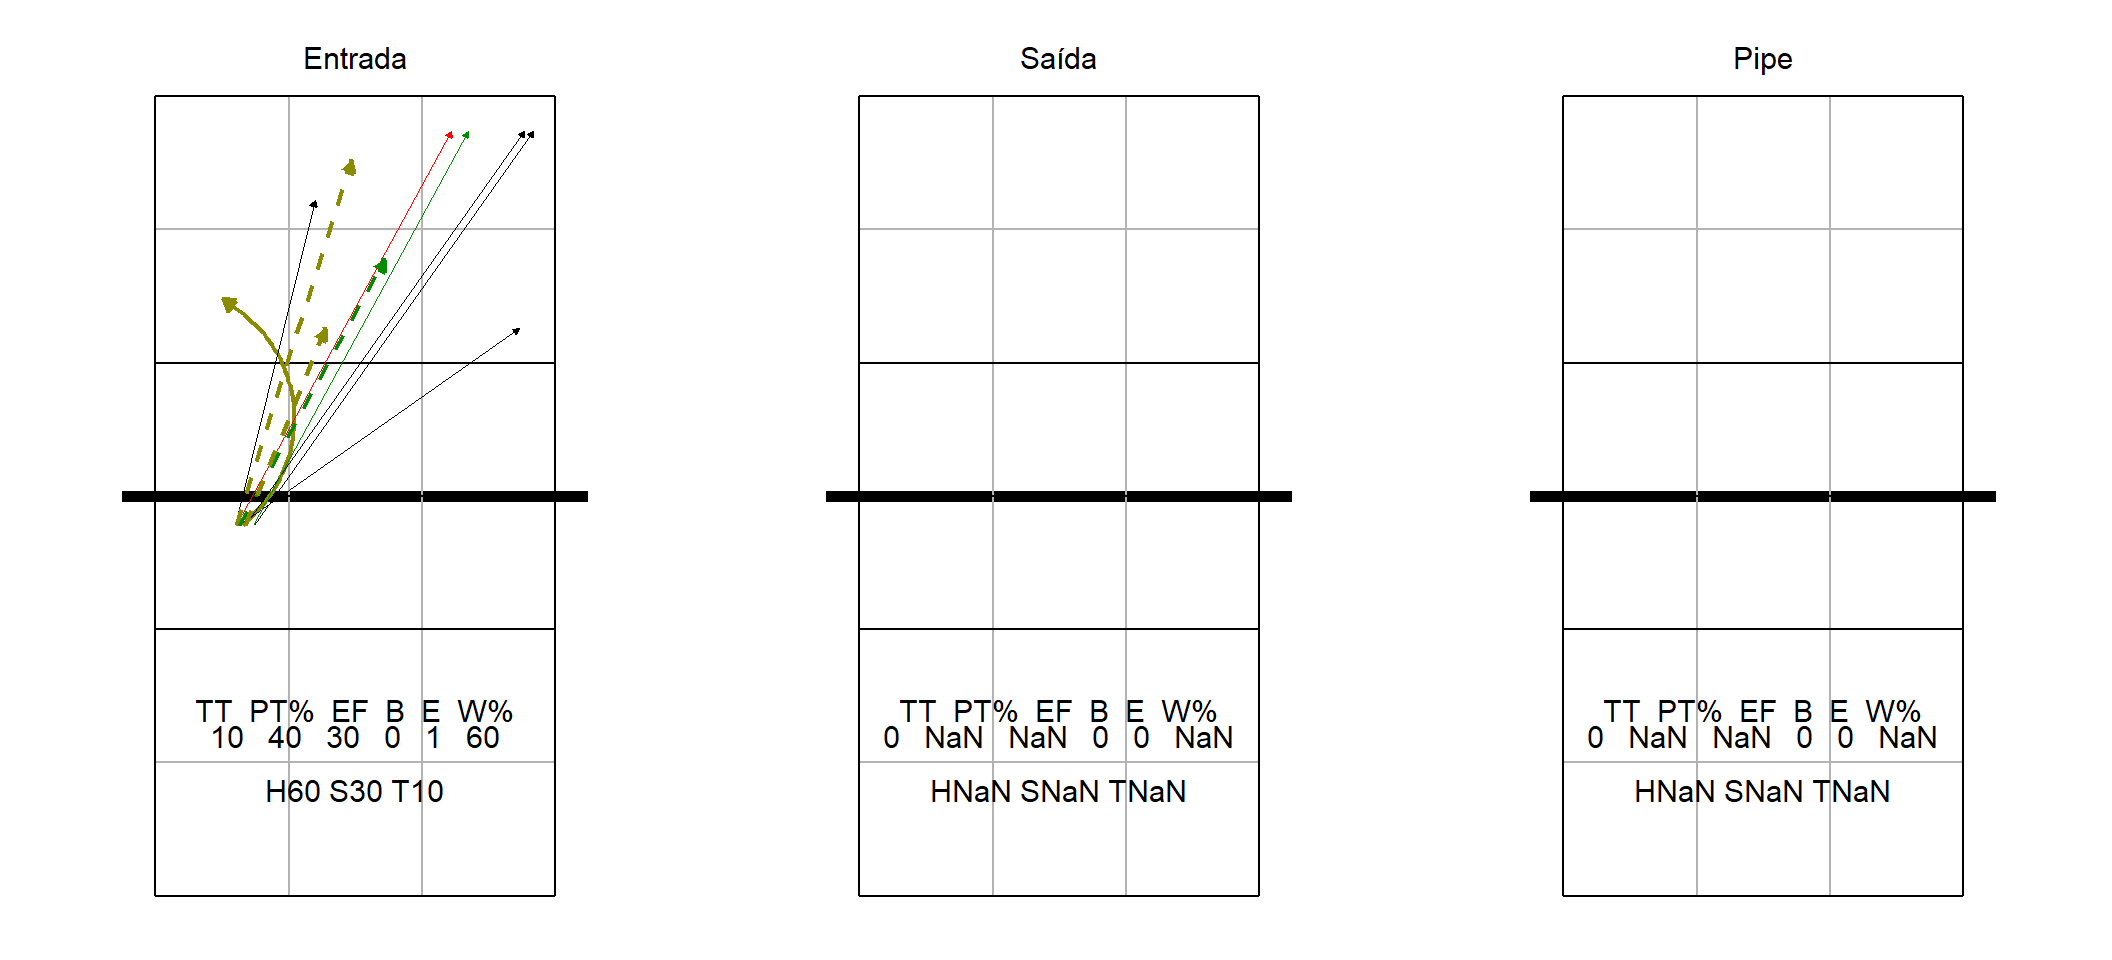 Entrada
TT PT% EF B E W%
10 40 30 0 1 60
H60 S30 T10
Saída
TT PT% EF B E W%
0 NaN NaN 0 0 NaN
HNaN SNaN TNaN
Pipe
TT PT% EF B E W%
0 NaN NaN 0 0 NaN
HNaN SNaN TNaN